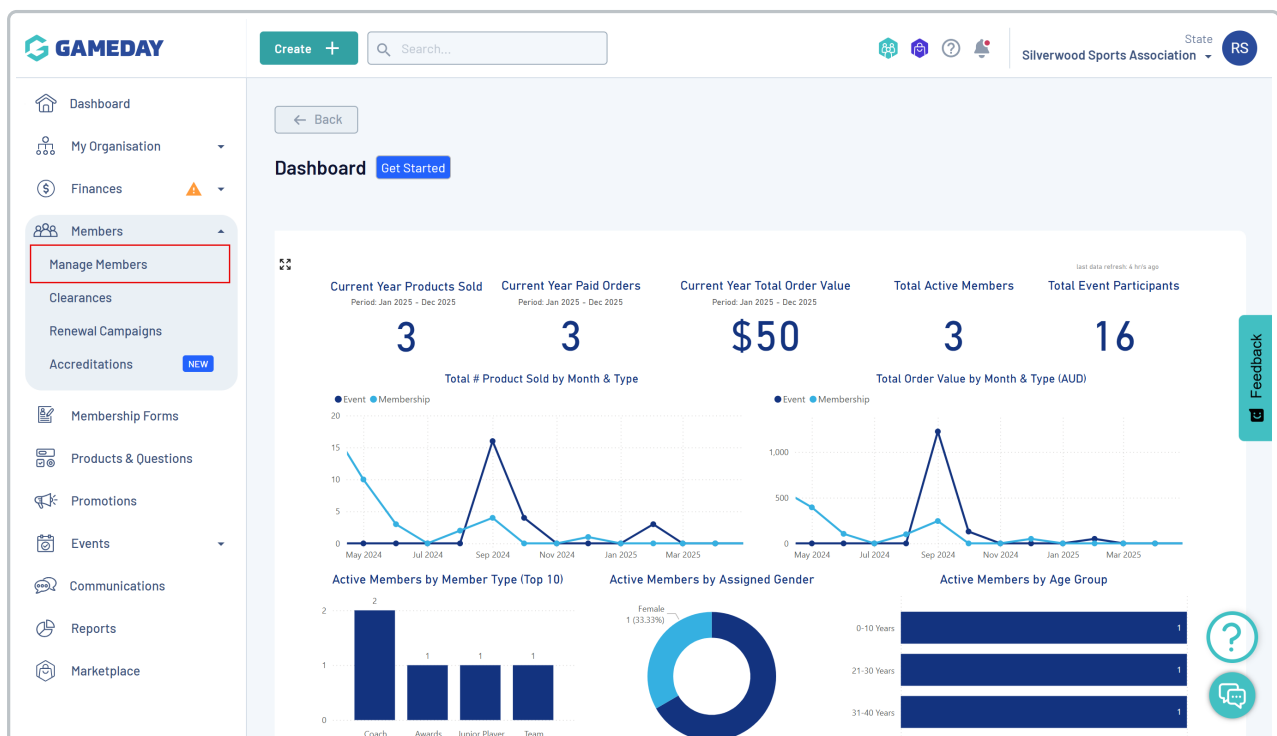 GAMEDAY
Create +
Search...
State
Silverwood Sports Association
RS
Dashboard
My Organisation
Finances
Members
Manage Members
Clearances
Renewal Campaigns
Accreditations NEW
Membership Forms
Products & Questions
Promotions
Events
Communications
Reports
Marketplace
← Back
Dashboard Get Started
last data refresh: 4 hr/s ago
Current Year Products Sold
Period: Jan 2025 - Dec 2025
3
Current Year Paid Orders
Period: Jan 2025 - Dec 2025
3
Current Year Total Order Value
Period: Jan 2025 - Dec 2025
$50
Total Active Members
3
Total Event Participants
16
Total # Product Sold by Month & Type
Event Membership
20
15
10
5
0
May 2024 Jul 2024 Sep 2024 Nov 2024 Jan 2025 Mar 2025
Total Order Value by Month & Type (AUD)
Event Membership
1,000
500
0
May 2024 Jul 2024 Sep 2024 Nov 2024 Jan 2025 Mar 2025
Active Members by Member Type (Top 10)
2
1
0
2 1 1 1
Coach Awards Junior Player Team
Active Members by Assigned Gender
Female
1 (33.33%)
Active Members by Age Group
0-10 Years 1
21-30 Years 1
31-40 Years 1
Feedback
?